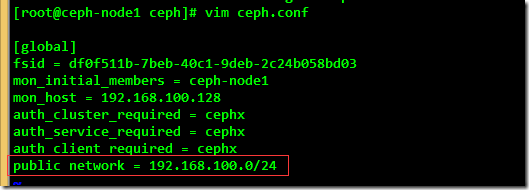 [root@ceph-node1 ceph]# vim ceph.conf
[global]
fsid = df0f511b-7beb-40c1-9deb-2c24b058bd03
mon_initial_members = ceph-node1
mon_host = 192.168.100.128
auth_cluster_required = cephx
auth_service_required = cephx
auth_client_required = cephx
public network = 192.168.100.0/24
~